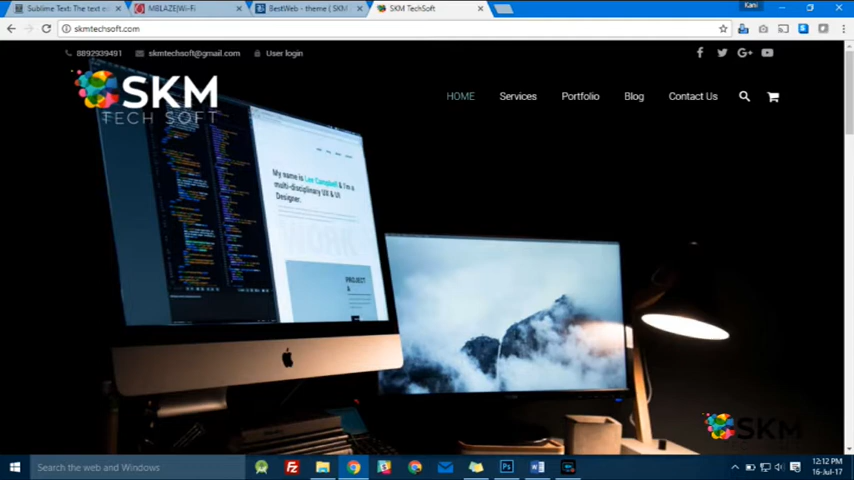 Sublime Text: The text e
MBLAZE|Wi-Fi
BestWeb - theme ( SKM
SKM TechSoft
Kani
skmtechsoft.com
8892939491
skmtechsoft@gmail.com
User login
SKM
TECH SOFT
HOME
Services
Portfolio
Blog
Contact Us
My name is Lee Campbell & I'm a
multi-disciplinary UX & UI
Designer.
WORK
PROJECT
SKM
Search the web and Windows
12:12 PM
16-Jul-17